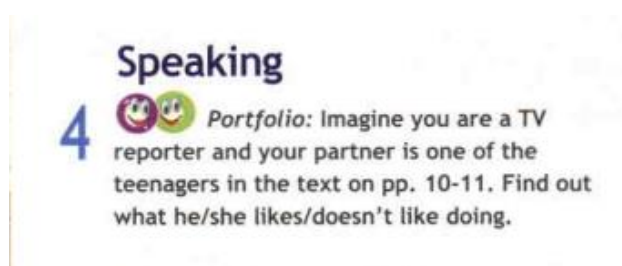 Speaking
4 Portfolio: Imagine you are a TV
reporter and your partner is one of the
teenagers in the text on pp. 10-11. Find out
what he/she likes/doesn't like doing.